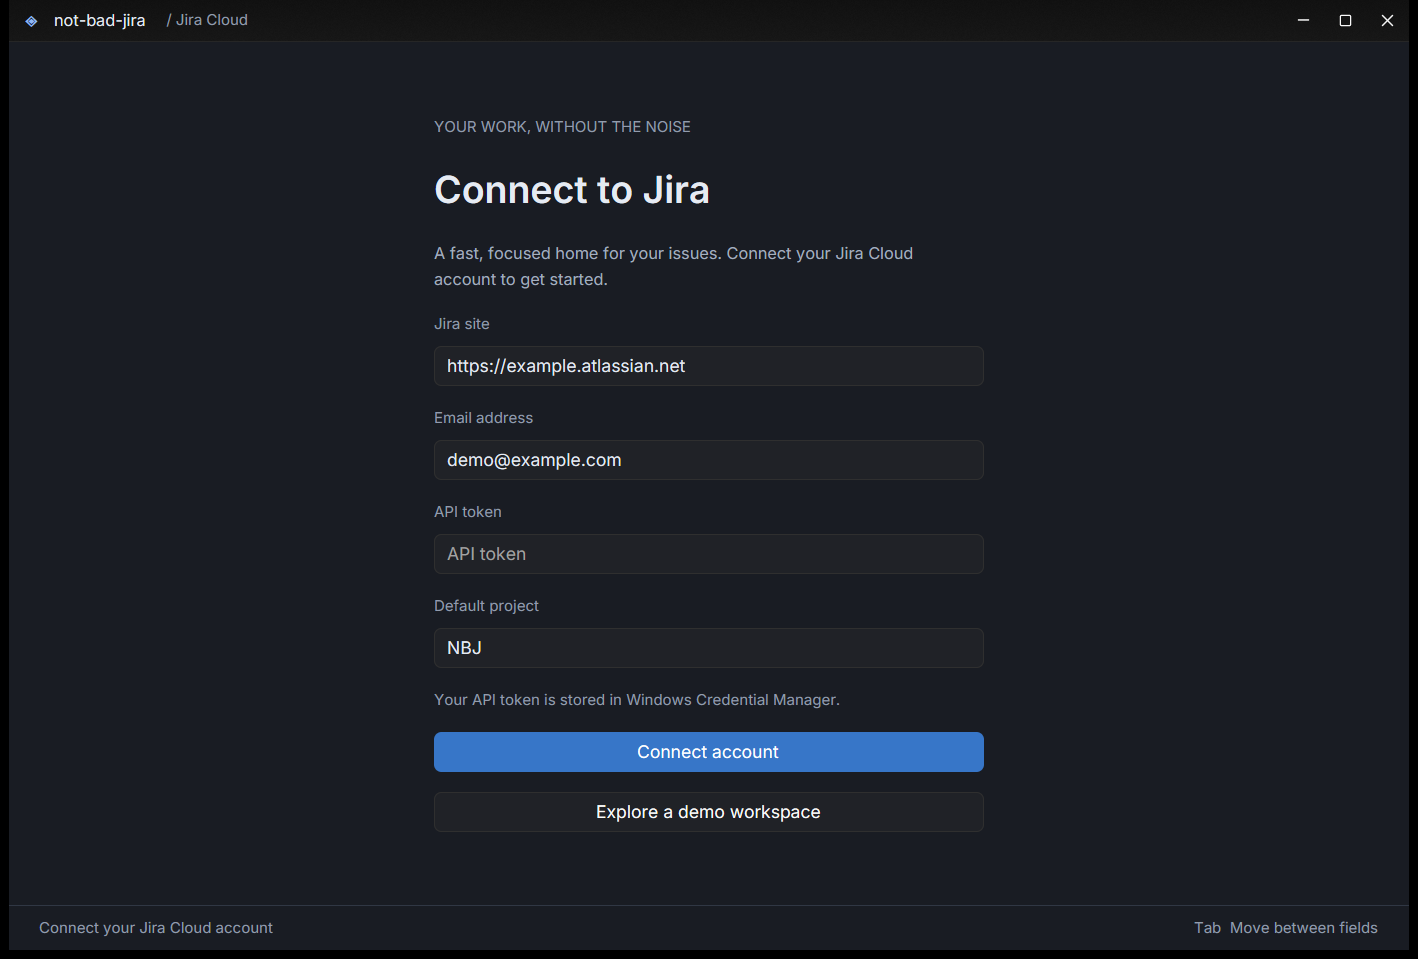 not-bad-jira / Jira Cloud
YOUR WORK, WITHOUT THE NOISE
Connect to Jira
A fast, focused home for your issues. Connect your Jira Cloud
account to get started.
Jira site
https://example.atlassian.net
Email address
demo@example.com
API token
API token
Default project
NBJ
Your API token is stored in Windows Credential Manager.
Connect account
Explore a demo workspace
Connect your Jira Cloud account
Tab Move between fields